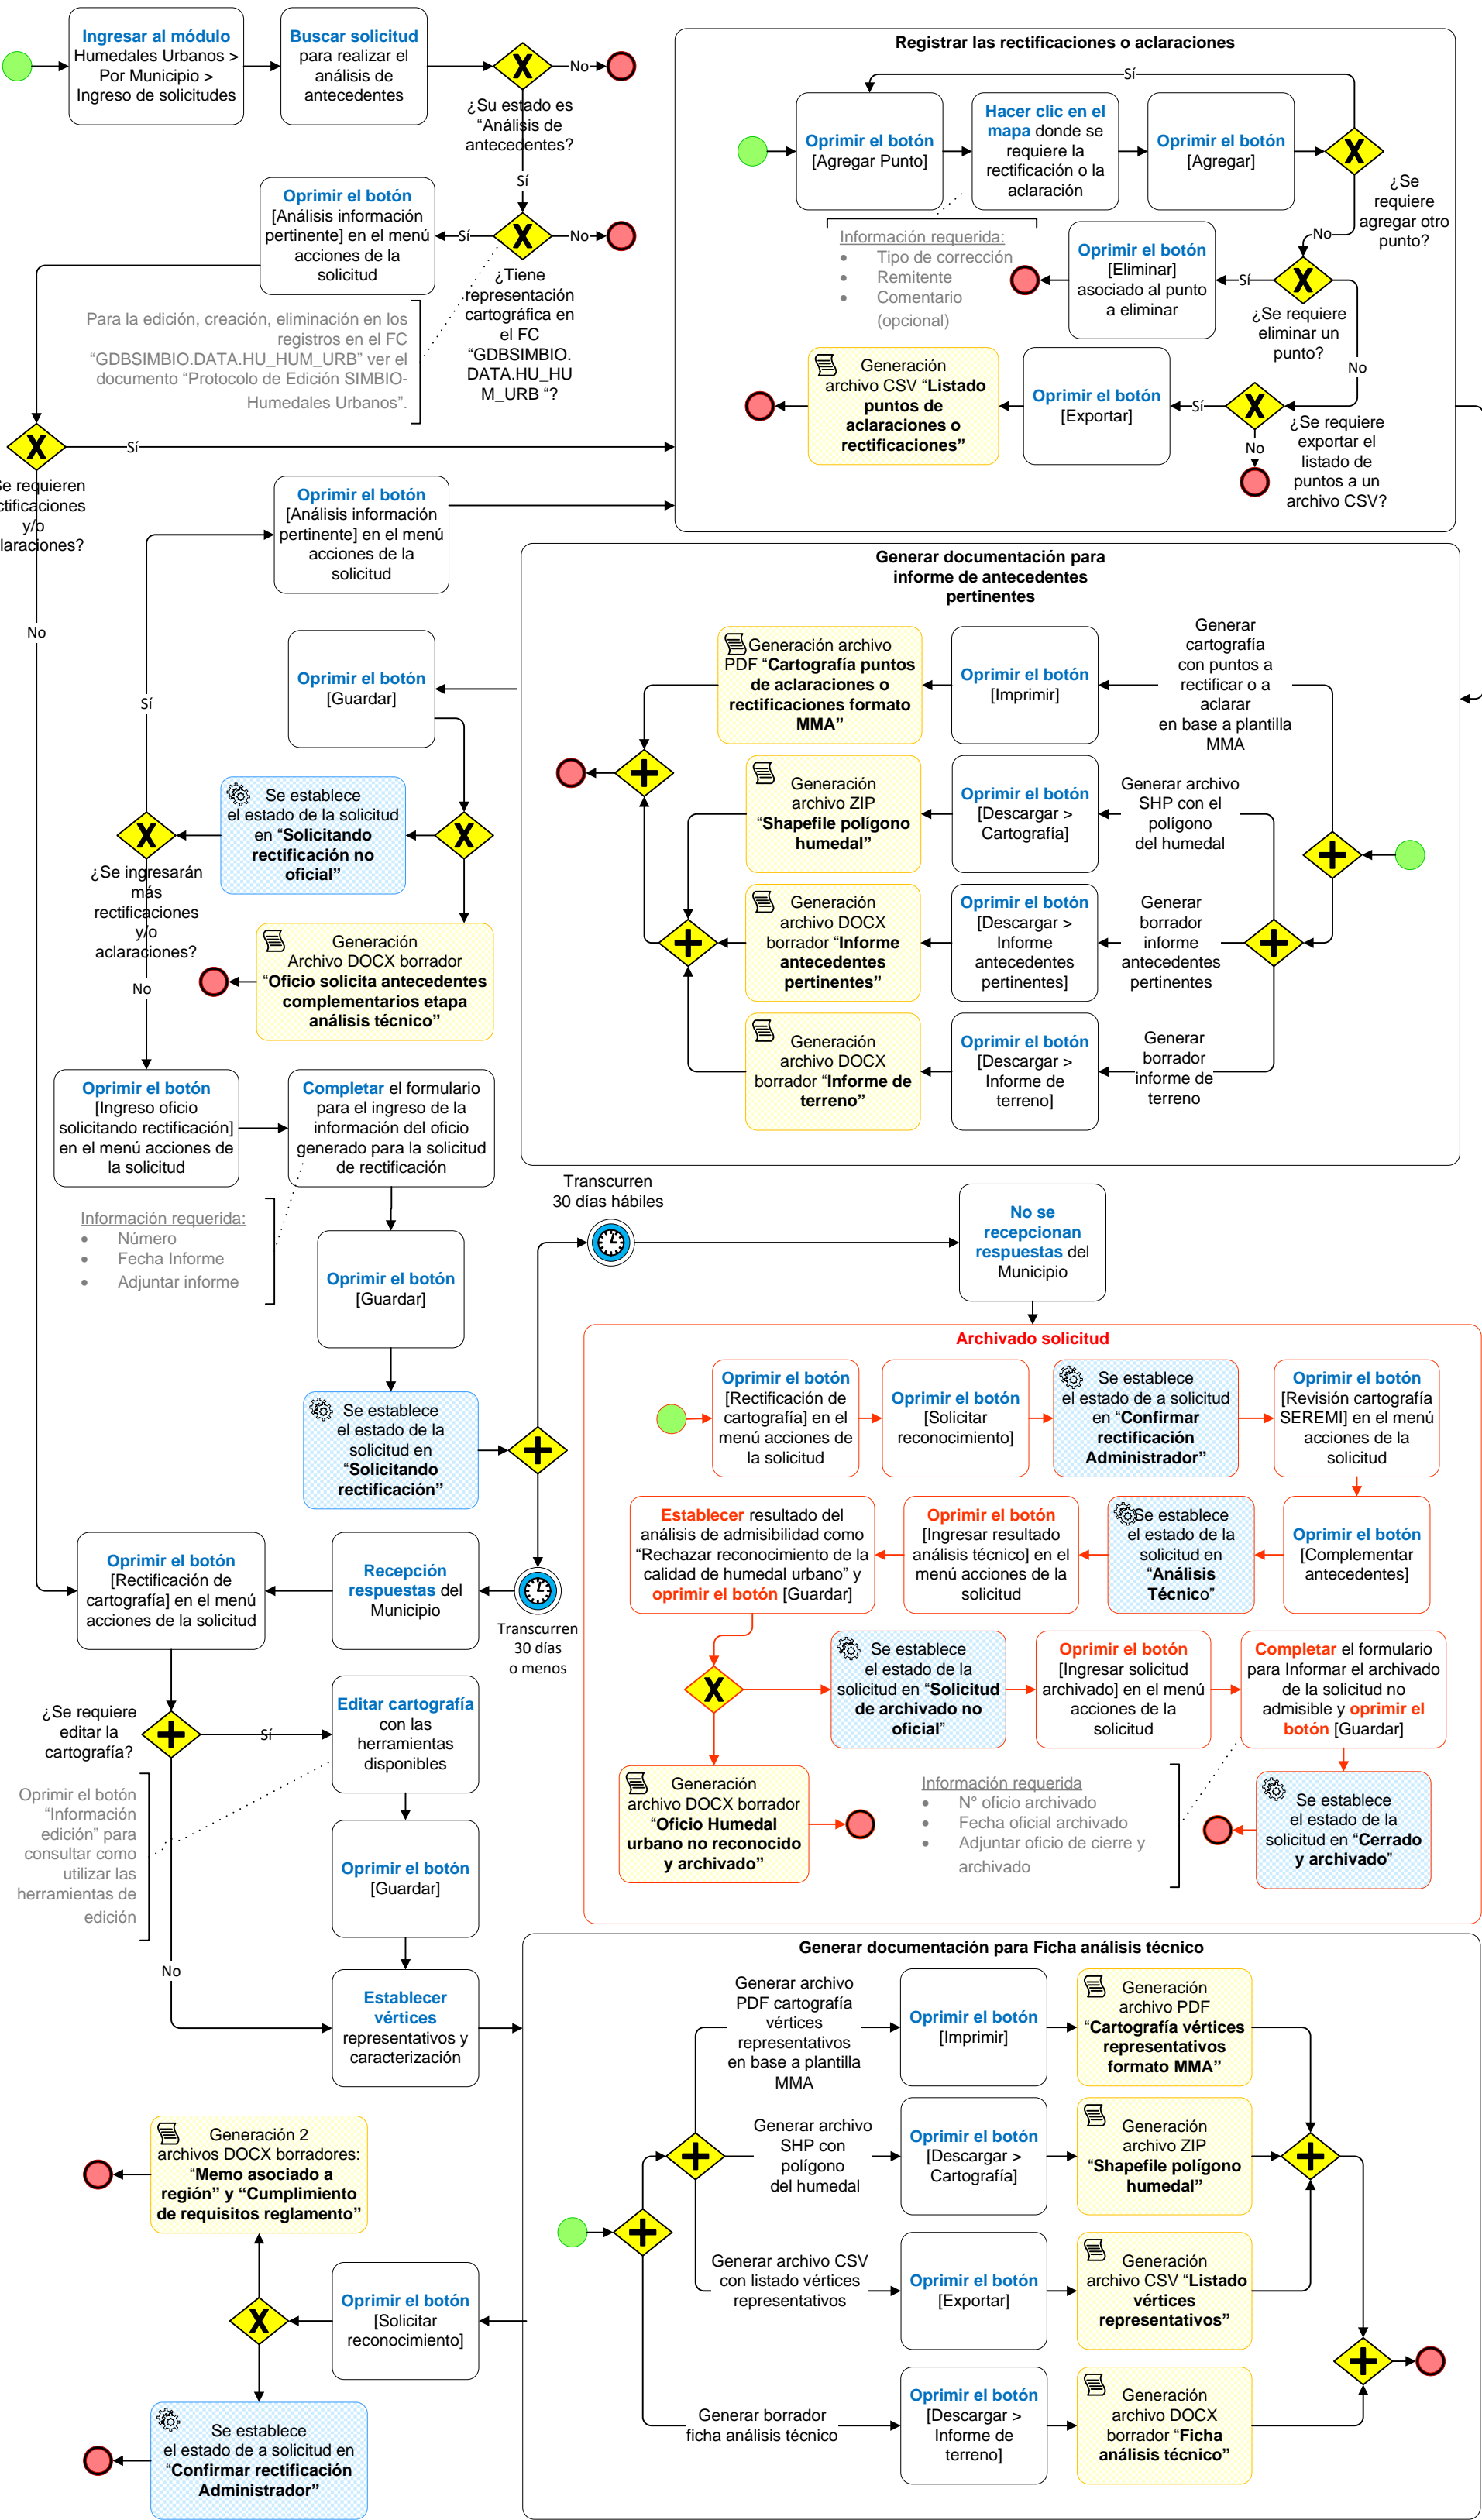 Ingresar al módulo
Humedales Urbanos >
Por Municipio >
Ingreso de solicitudes
Buscar solicitud
para realizar el
análisis de
antecedentes
No
¿Su estado es
“Análisis de
antecedentes?
Sí
Oprimir el botón
[Análisis información
pertinente] en el menú
acciones de la
solicitud
Sí
No
¿Tiene
representación
cartográfica en
el FC
“GDBSIMBIO.
DATA.HU_HU
M_URB “?
Para la edición, creación, eliminación en los
registros en el FC
“GDBSIMBIO.DATA.HU_HUM_URB” ver el
documento “Protocolo de Edición SIMBIO-
Humedales Urbanos”.
Sí
e requieren
ctificaciones
y/o
laraciones?
No
Registrar las rectificaciones o aclaraciones
Sí
Oprimir el botón
[Agregar Punto]
Hacer clic en el
mapa donde se
requiere la
rectificación o la
aclaración
Oprimir el botón
[Agregar]
¿Se
requiere
agregar otro
punto?
No
Información requerida:
• Tipo de corrección
• Remitente
• Comentario
(opcional)
Oprimir el botón
[Eliminar]
asociado al punto
a eliminar
Sí
¿Se requiere
eliminar un
punto?
No
Generación
archivo CSV “Listado
puntos de
aclaraciones o
rectificaciones”
Oprimir el botón
[Exportar]
Sí
No
¿Se requiere
exportar el
listado de
puntos a un
archivo CSV?
Oprimir el botón
[Análisis información
pertinente] en el menú
acciones de la
solicitud
Sí
Oprimir el botón
[Guardar]
Se establece
el estado de la solicitud
en “Solicitando
rectificación no
oficial”
¿Se ingresarán
más
rectificaciones
y/o
aclaraciones?
No
Generación
Archivo DOCX borrador
“Oficio solicita antecedentes
complementarios etapa
análisis técnico”
Generar documentación para
informe de antecedentes
pertinentes
Generación archivo
PDF “Cartografía puntos
de aclaraciones o
rectificaciones formato
MMA”
Oprimir el botón
[Imprimir]
Generar
cartografía
con puntos a
rectificar o a
aclarar
en base a plantilla
MMA
Generación
archivo ZIP
“Shapefile polígono
humedal”
Oprimir el botón
[Descargar >
Cartografía]
Generar archivo
SHP con el
polígono
del humedal
Generación
archivo DOCX
borrador “Informe
antecedentes
pertinentes”
Oprimir el botón
[Descargar >
Informe
antecedentes
pertinentes]
Generar
borrador
informe
antecedentes
pertinentes
Generación
archivo DOCX
borrador “Informe de
terreno”
Oprimir el botón
[Descargar >
Informe de
terreno]
Generar
borrador
informe de
terreno
Oprimir el botón
[Ingreso oficio
solicitando rectificación]
en el menú acciones de
la solicitud
Completar el formulario
para el ingreso de la
información del oficio
generado para la solicitud
de rectificación
Información requerida:
• Número
• Fecha Informe
• Adjuntar informe
Oprimir el botón
[Guardar]
Se establece
el estado de la
solicitud en
“Solicitando
rectificación”
Transcurren
30 días hábiles
No se
recepcionan
respuestas del
Municipio
Archivado solicitud
Oprimir el botón
[Rectificación de
cartografía] en el
menú acciones de
la solicitud
Oprimir el botón
[Solicitar
reconocimiento]
Se establece
el estado de a solicitud
en “Confirmar
rectificación
Administrador”
Oprimir el botón
[Revisión cartografía
SEREMI] en el menú
acciones de la
solicitud
Establecer resultado del
análisis de admisibilidad como
“Rechazar reconocimiento de la
calidad de humedal urbano” y
oprimir el botón [Guardar]
Oprimir el botón
[Ingresar resultado
análisis técnico] en el
menú acciones de la
solicitud
Se establece
el estado de la
solicitud en
“Análisis
Técnico”
Oprimir el botón
[Complementar
antecedentes]
Se establece
el estado de la
solicitud en “Solicitud
de archivado no
oficial”
Oprimir el botón
[Ingresar solicitud
archivado] en el menú
acciones de la
solicitud
Completar el formulario
para Informar el archivado
de la solicitud no
admisible y oprimir el
botón [Guardar]
Generación
archivo DOCX borrador
“Oficio Humedal
urbano no reconocido
y archivado”
Información requerida
• N° oficio archivado
• Fecha oficial archivado
• Adjuntar oficio de cierre y
archivado
Se establece
el estado de la
solicitud en “Cerrado
y archivado”
Oprimir el botón
[Rectificación de
cartografía] en el menú
acciones de la solicitud
Recepción
respuestas del
Municipio
Transcurren
30 días
o menos
¿Se requiere
editar la
cartografía?
Sí
Editar cartografía
con las
herramientas
disponibles
Oprimir el botón
“Información
edición” para
consultar como
utilizar las
herramientas de
edición
Oprimir el botón
[Guardar]
No
Establecer
vértices
representativos y
caracterización
Generar documentación para Ficha análisis técnico
Generar archivo
PDF cartografía
vértices
representativos
en base a plantilla
MMA
Oprimir el botón
[Imprimir]
Generación
archivo PDF
“Cartografía vértices
representativos
formato MMA”
Generar archivo
SHP con
polígono
del humedal
Oprimir el botón
[Descargar >
Cartografía]
Generación
archivo ZIP
“Shapefile polígono
humedal”
Generar archivo CSV
con listado vértices
representativos
Oprimir el botón
[Exportar]
Generación
archivo CSV “Listado
vértices
representativos”
Generar borrador
ficha análisis técnico
Oprimir el botón
[Descargar >
Informe de
terreno]
Generación
archivo DOCX
borrador “Ficha
análisis técnico”
Generación 2
archivos DOCX borradores:
“Memo asociado a
región” y “Cumplimiento
de requisitos reglamento”
Oprimir el botón
[Solicitar
reconocimiento]
Se establece
el estado de a solicitud en
“Confirmar rectificación
Administrador”